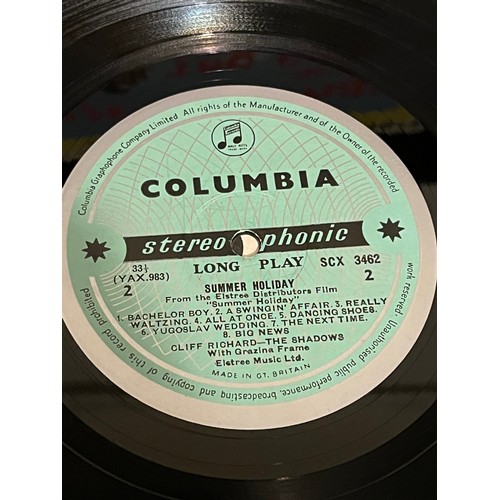 Columbia Graphophone Company Limited. All rights of the Manufacturer and of the Owner of the recorded
work reserved. Unauthorised public performance, broadcasting and copying of this record prohibited
COLUMBIA
stereophonic
33⅓ LONG PLAY SCX 3462
(YAX.983)
2 2
SUMMER HOLIDAY
From the Elstree Distributors Film
"Summer Holiday"
1. BACHELOR BOY. 2. A SWINGIN' AFFAIR. 3. REALLY
WALTZING. 4. ALL AT ONCE. 5. DANCING SHOES.
6. YUGOSLAV WEDDING. 7. THE NEXT TIME.
8. BIG NEWS
CLIFF RICHARD—THE SHADOWS
With Grazina Frame
Elstree Music Ltd.
MADE IN GT. BRITAIN